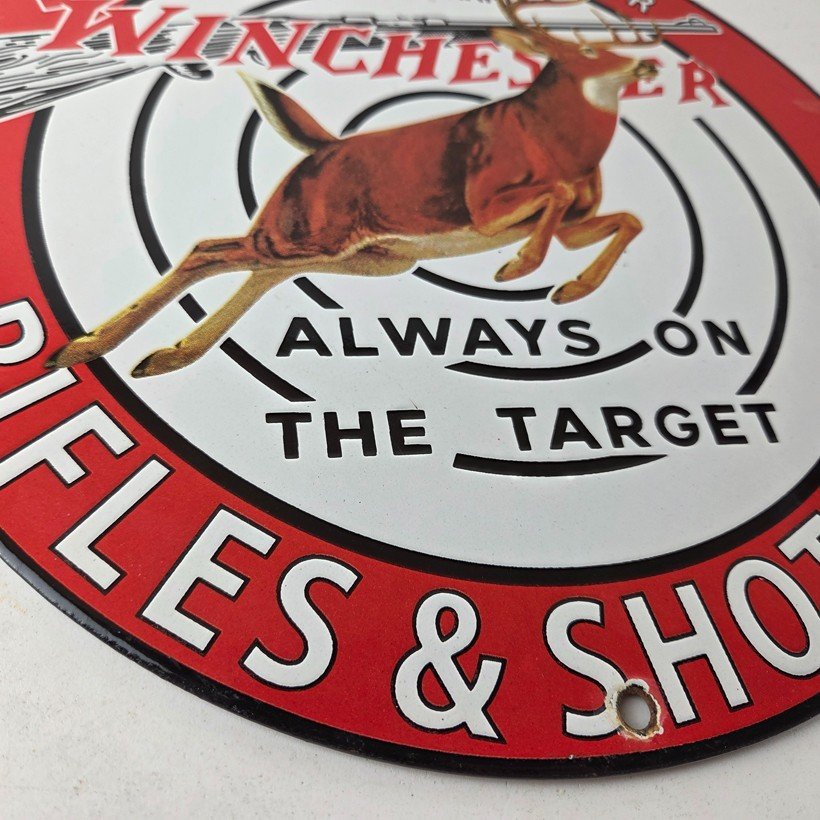 WINCHESTER
ALWAYS ON
THE TARGET
RIFLES & SHOT